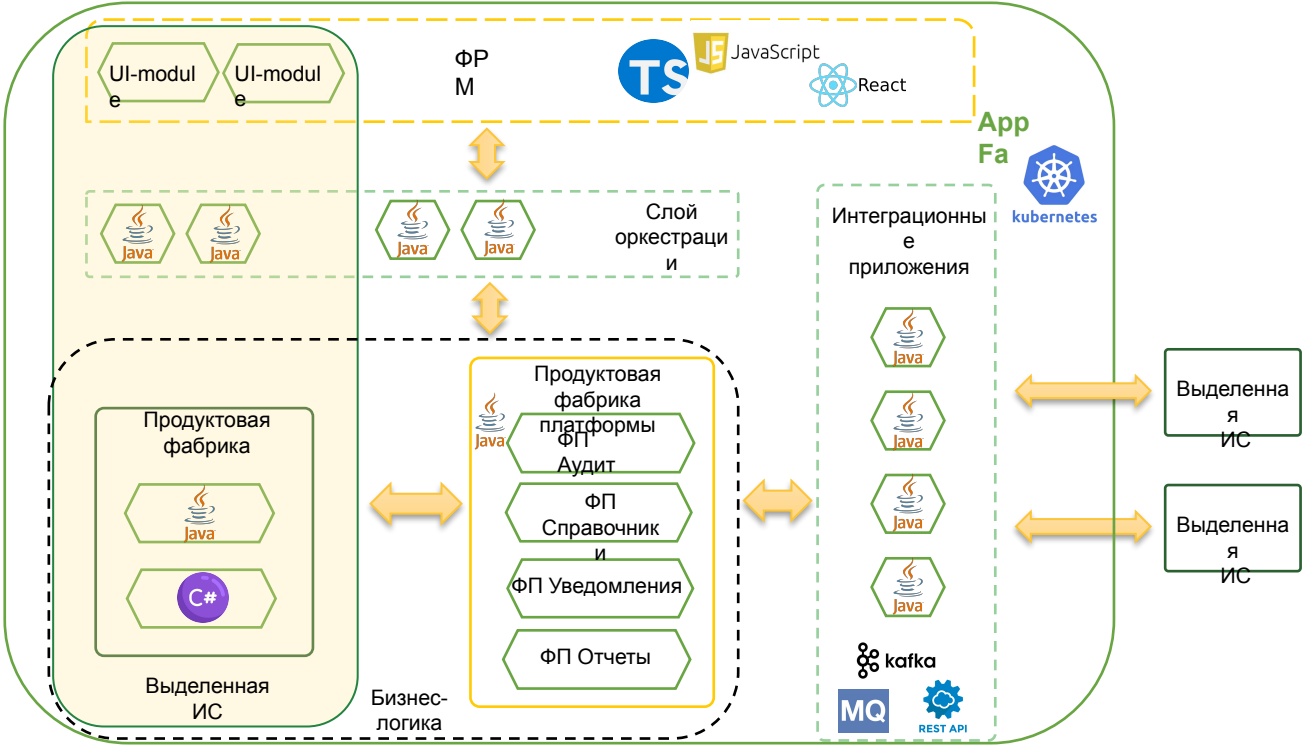 UI-modul
e
UI-modul
e
ФР
М
TS
JS
JavaScript
React
App
Fa
kubernetes
Java
Java
Java
Java
Слой
оркестраци
и
Интеграционны
е
приложения
Java
Java
Java
Java
Выделенна
я
ИС
Выделенна
я
ИС
Продуктовая
фабрика
Java
C#
Выделенная
ИС
Бизнес-
логика
Продуктовая
фабрика
платформы
Java
ФП
Аудит
ФП
Справочник
и
ФП Уведомления
ФП Отчеты
kafka
MQ
REST API